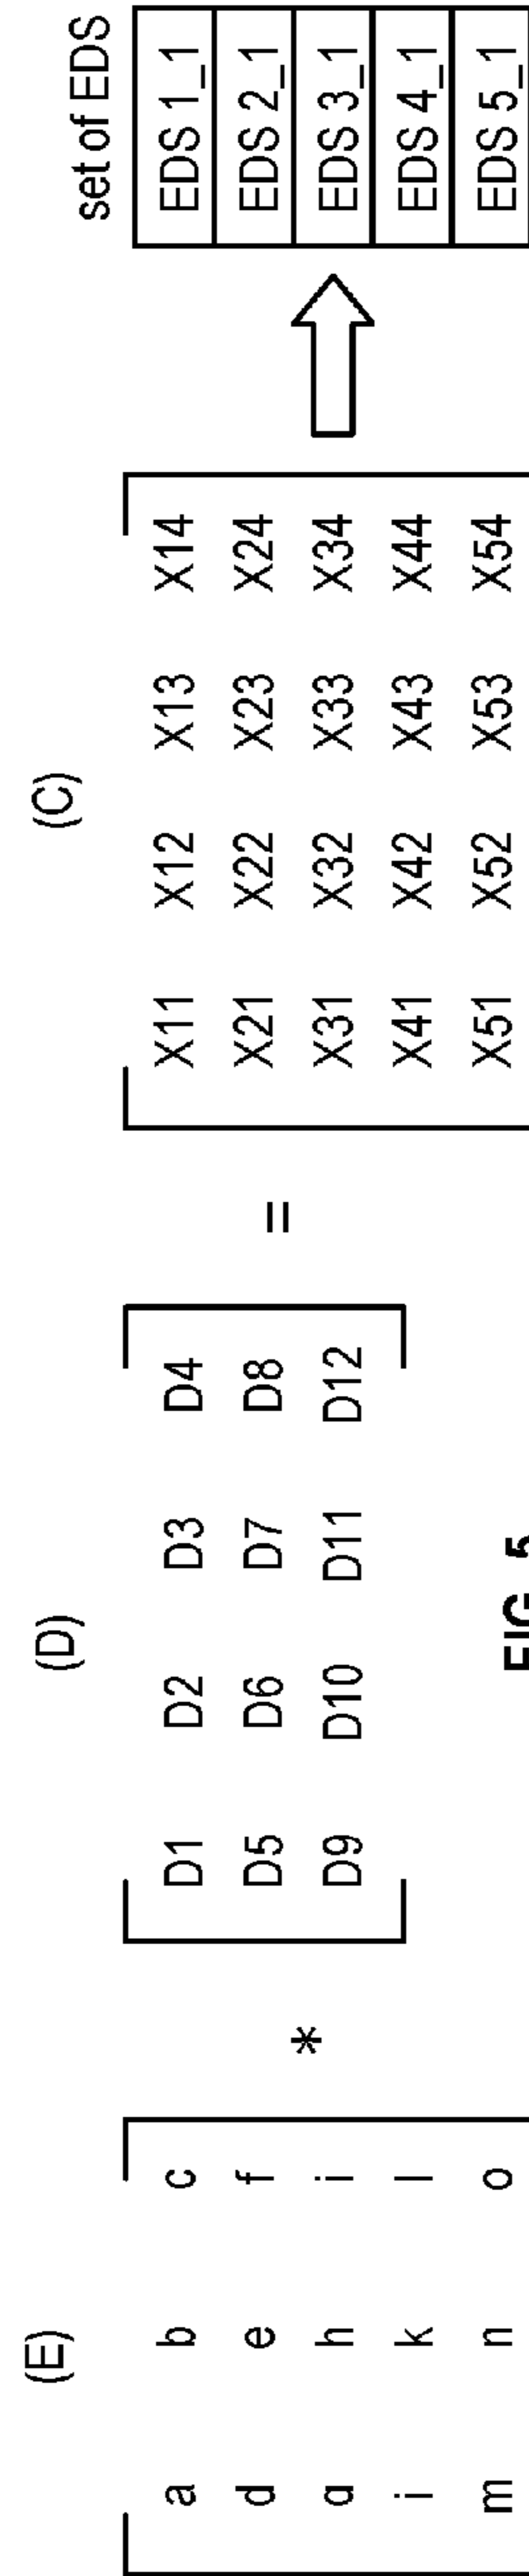 (E) (D) (C) set of EDS
a b c D1 D2 D3 D4 X11 X12 X13 X14 EDS 1_1
d e f D5 D6 D7 D8 X21 X22 X23 X24 EDS 2_1
g h i * D9 D10 D11 D12 = X31 X32 X33 X34 EDS 3_1
j k l X41 X42 X43 X44 EDS 4_1
m n o X51 X52 X53 X54 EDS 5_1
FIG. 5